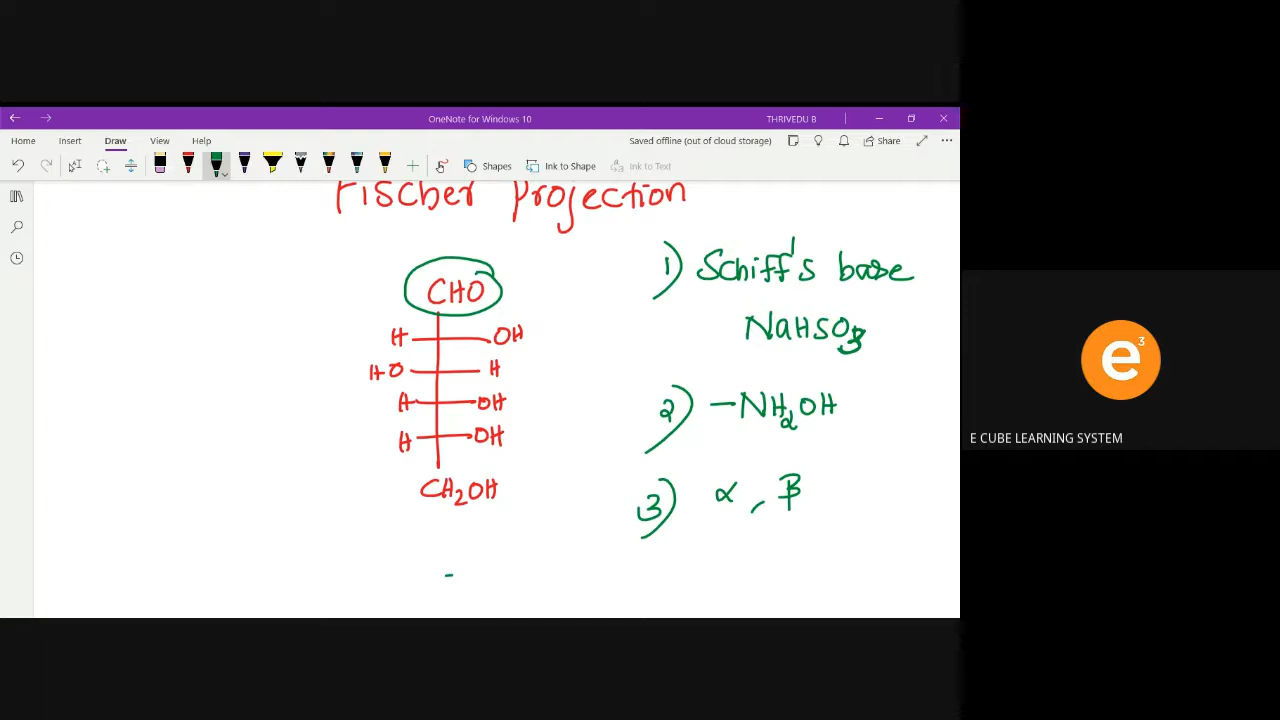 OneNote for Windows 10
THRIVEDU B
Home Insert Draw View Help
Saved offline (out of cloud storage)
Share
Shapes
Ink to Shape
Ink to Text
Fischer Projection
CHO
H OH
HO H
H OH
H OH
CH2OH
1) Schiff's base
NaHSO3
2) -NH2OH
3) α, β
e3
E CUBE LEARNING SYSTEM